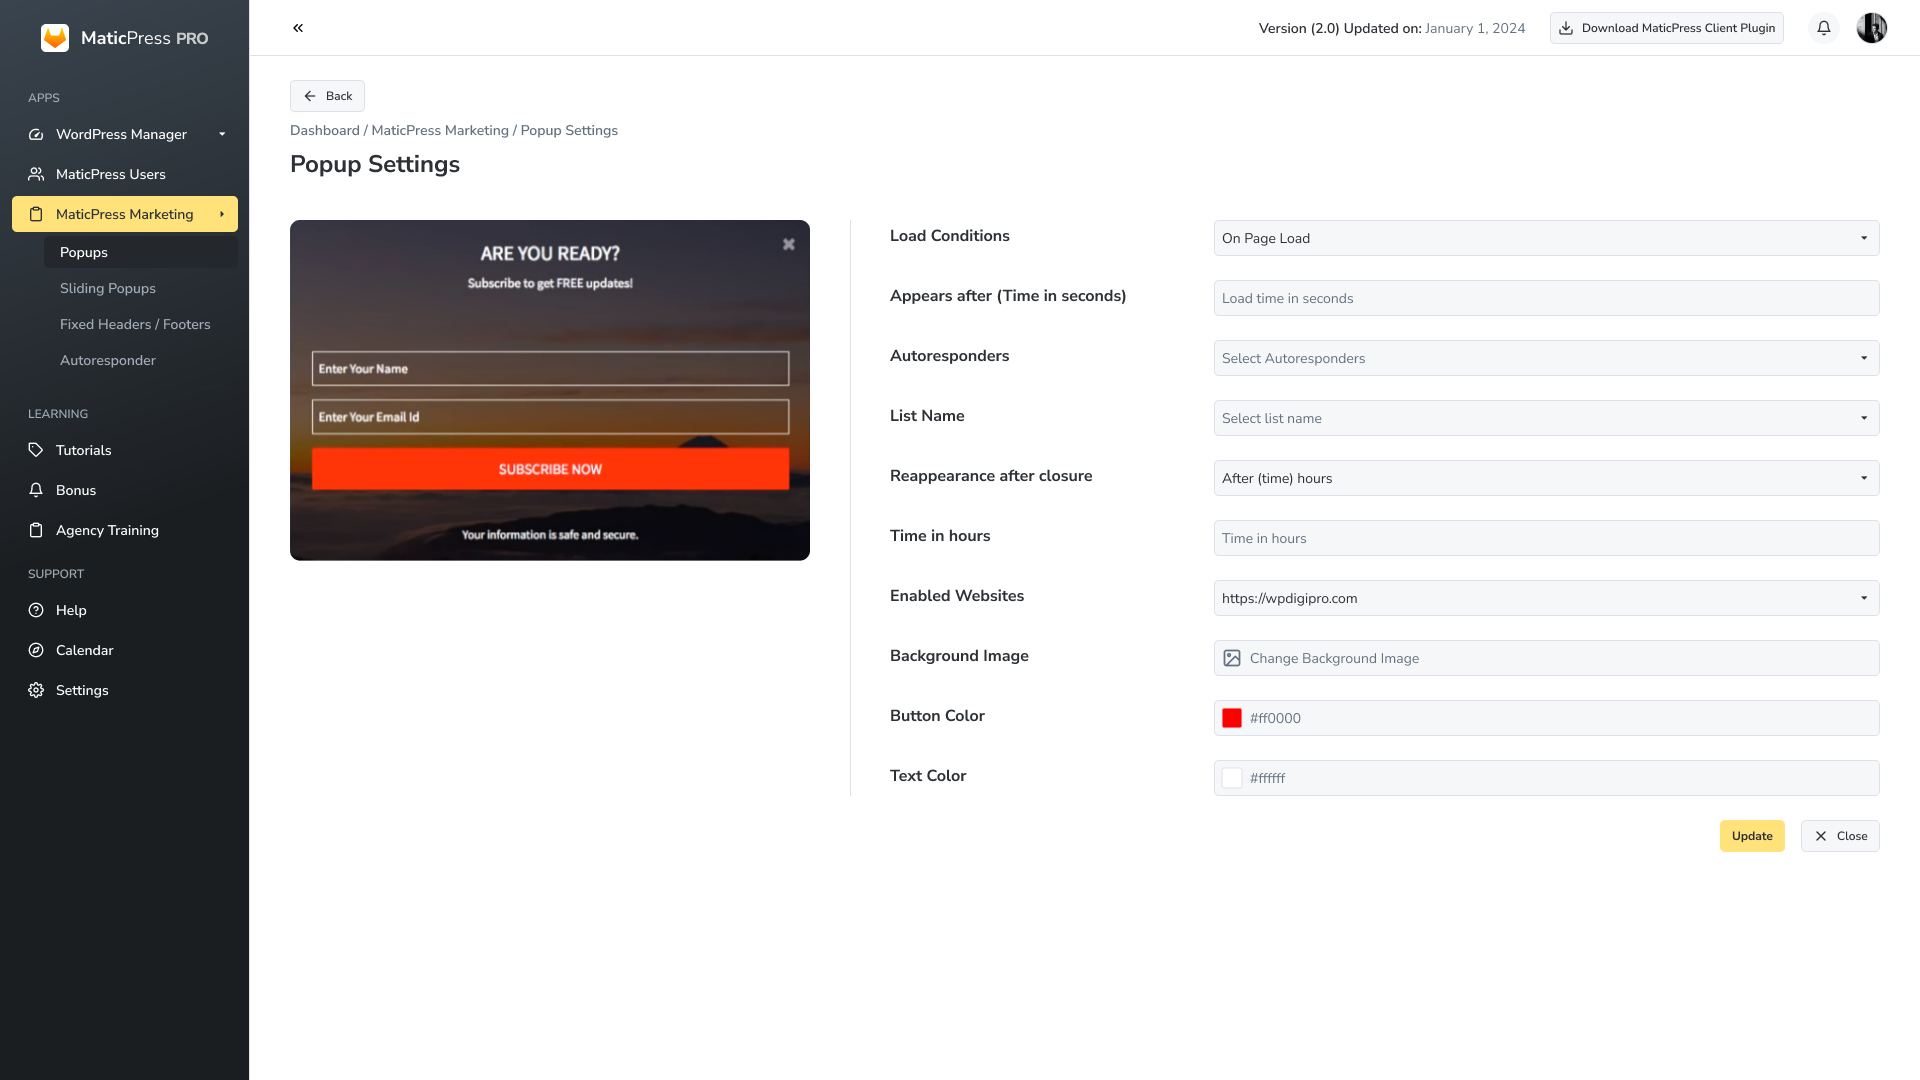 MaticPress PRO
APPS
WordPress Manager
MaticPress Users
MaticPress Marketing
Popups
Sliding Popups
Fixed Headers / Footers
Autoresponder
LEARNING
Tutorials
Bonus
Agency Training
SUPPORT
Help
Calendar
Settings
Version (2.0) Updated on: January 1, 2024
Download MaticPress Client Plugin
Back
Dashboard / MaticPress Marketing / Popup Settings
Popup Settings
ARE YOU READY?
Subscribe to get FREE updates!
Enter Your Name
Enter Your Email Id
SUBSCRIBE NOW
Your information is safe and secure.
Load Conditions
On Page Load
Appears after (Time in seconds)
Load time in seconds
Autoresponders
Select Autoresponders
List Name
Select list name
Reappearance after closure
After (time) hours
Time in hours
Time in hours
Enabled Websites
https://wpdigipro.com
Background Image
Change Background Image
Button Color
#ff0000
Text Color
#ffffff
Update
Close